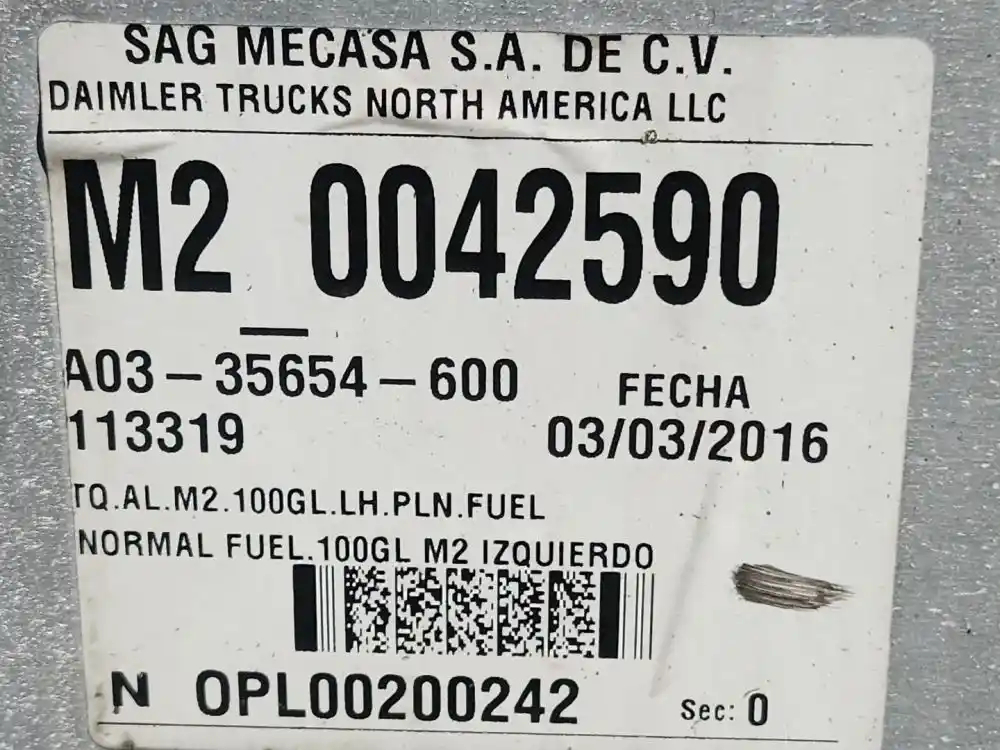 SAG MECASA S.A. DE C.V.
DAIMLER TRUCKS NORTH AMERICA LLC
M2 0042590
A03-35654-600
FECHA
113319
03/03/2016
TQ.AL.M2.100GL.LH.PLN.FUEL
NORMAL FUEL.100GL M2 IZQUIERDO
N OPL00200242
Sec: 0